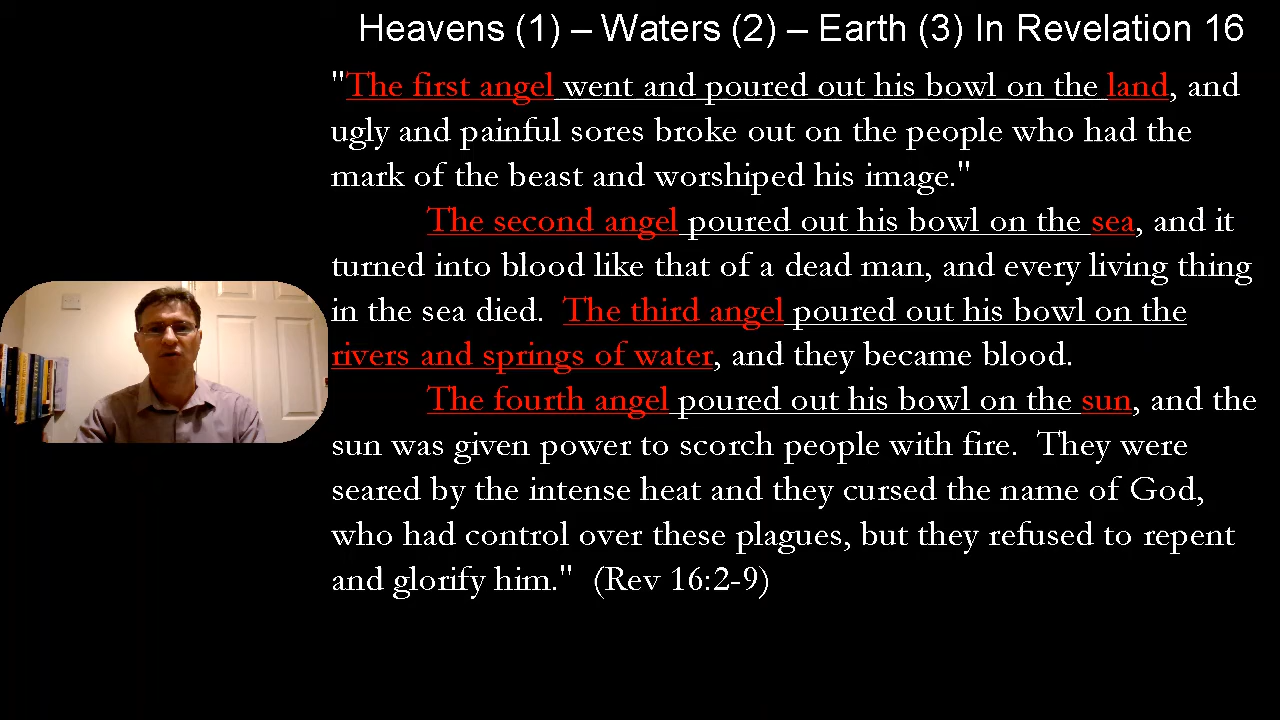 Heavens (1) – Waters (2) – Earth (3) In Revelation 16
"The first angel went and poured out his bowl on the land, and
ugly and painful sores broke out on the people who had the
mark of the beast and worshiped his image."
The second angel poured out his bowl on the sea, and it
turned into blood like that of a dead man, and every living thing
in the sea died. The third angel poured out his bowl on the
rivers and springs of water, and they became blood.
The fourth angel poured out his bowl on the sun, and the
sun was given power to scorch people with fire. They were
seared by the intense heat and they cursed the name of God,
who had control over these plagues, but they refused to repent
and glorify him." (Rev 16:2-9)